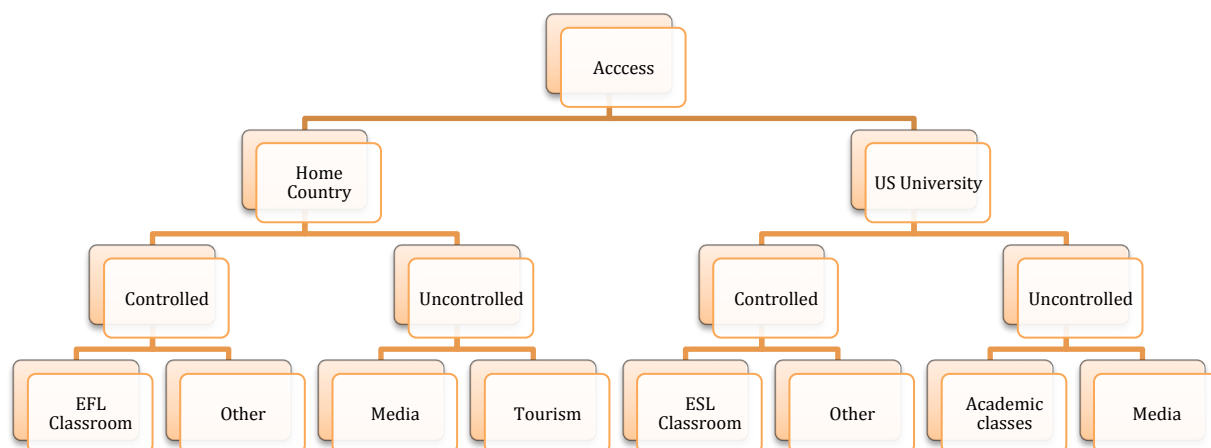 Acccess
Home
Country
US University
Controlled
Uncontrolled
Controlled
Uncontrolled
EFL
Classroom
Other
Media
Tourism
ESL
Classroom
Other
Academic
classes
Media